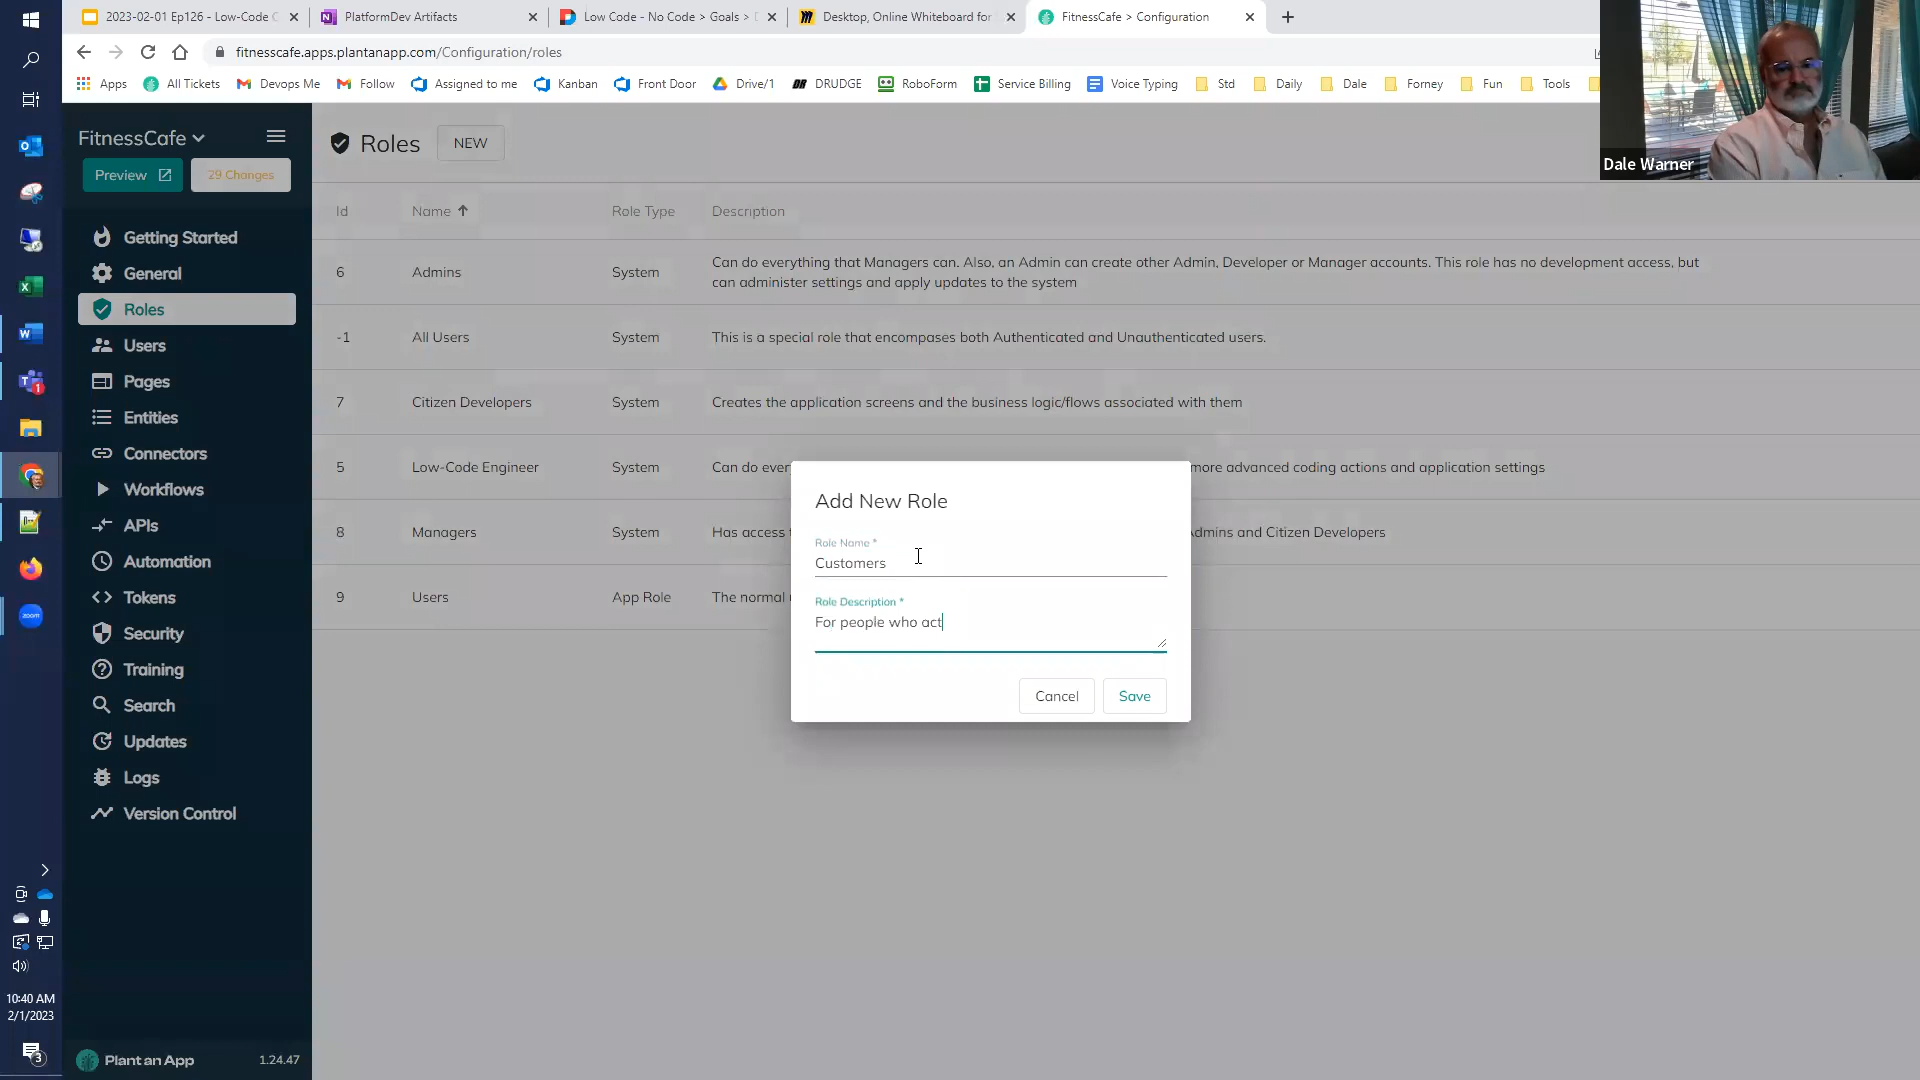 2023-02-01 Ep126 - Low-Code C
PlatformDev Artifacts
Low Code - No Code > Goals >
Desktop, Online Whiteboard for
FitnessCafe > Configuration
fitnesscafe.apps.plantanapp.com/Configuration/roles
Apps
All Tickets
Devops Me
Follow
Assigned to me
Kanban
Front Door
Drive/1
DRUDGE
RoboForm
Service Billing
Voice Typing
Std
Daily
Dale
Forney
Fun
Tools
Dale Warner
FitnessCafe
Preview
29 Changes
Getting Started
General
Roles
Users
Pages
Entities
Connectors
Workflows
APIs
Automation
Tokens
Security
Training
Search
Updates
Logs
Version Control
Plant an App
1.24.47
Roles
NEW
Id Name Role Type Description
6 Admins System Can do everything that Managers can. Also, an Admin can create other Admin, Developer or Manager accounts. This role has no development access, but
can administer settings and apply updates to the system
-1 All Users System This is a special role that encompases both Authenticated and Unauthenticated users.
7 Citizen Developers System Creates the application screens and the business logic/flows associated with them
5 Low-Code Engineer System Can do ever more advanced coding actions and application settings
8 Managers System Has access Admins and Citizen Developers
9 Users App Role The normal
Add New Role
Role Name *
Customers
Role Description *
For people who act
Cancel
Save
10:40 AM
2/1/2023
3
1
zoom